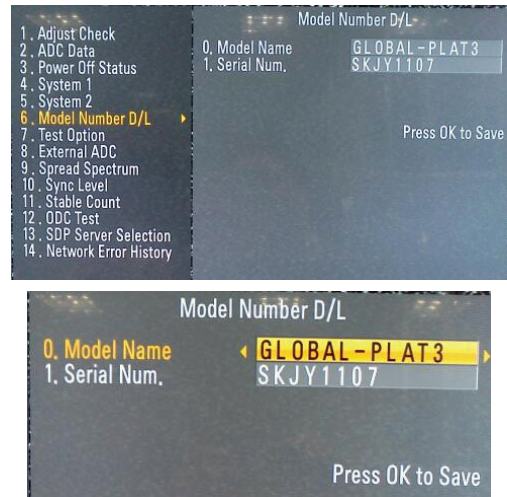 Model Number D/L
1. Adjust Check
2. ADC Data
3. Power Off Status
4. System 1
5. System 2
6. Model Number D/L
7. Test Option
8. External ADC
9. Spread Spectrum
10. Sync Level
11. Stable Count
12. ODC Test
13. SDP Server Selection
14. Network Error History
0. Model Name GLOBAL-PLAT3
1. Serial Num. SKJY1107
Press OK to Save
Model Number D/L
0. Model Name GLOBAL-PLAT3
1. Serial Num. SKJY1107
Press OK to Save